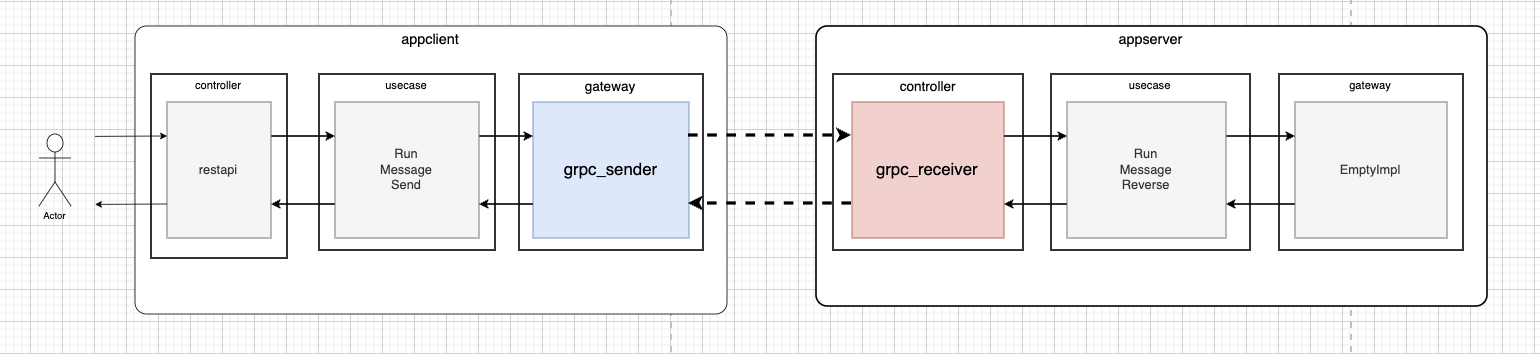 appclient
appserver
controller
usecase
gateway
controller
usecase
gateway
restapi
Run
Message
Send
grpc_sender
grpc_receiver
Run
Message
Reverse
EmptyImpl
Actor